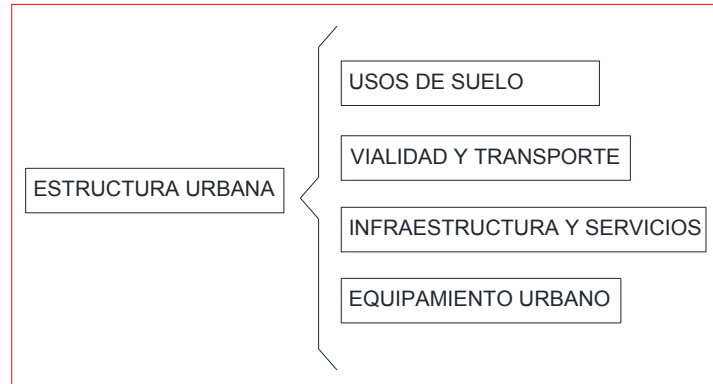 USOS DE SUELO
VIALIDAD Y TRANSPORTE
ESTRUCTURA URBANA
INFRAESTRUCTURA Y SERVICIOS
EQUIPAMIENTO URBANO